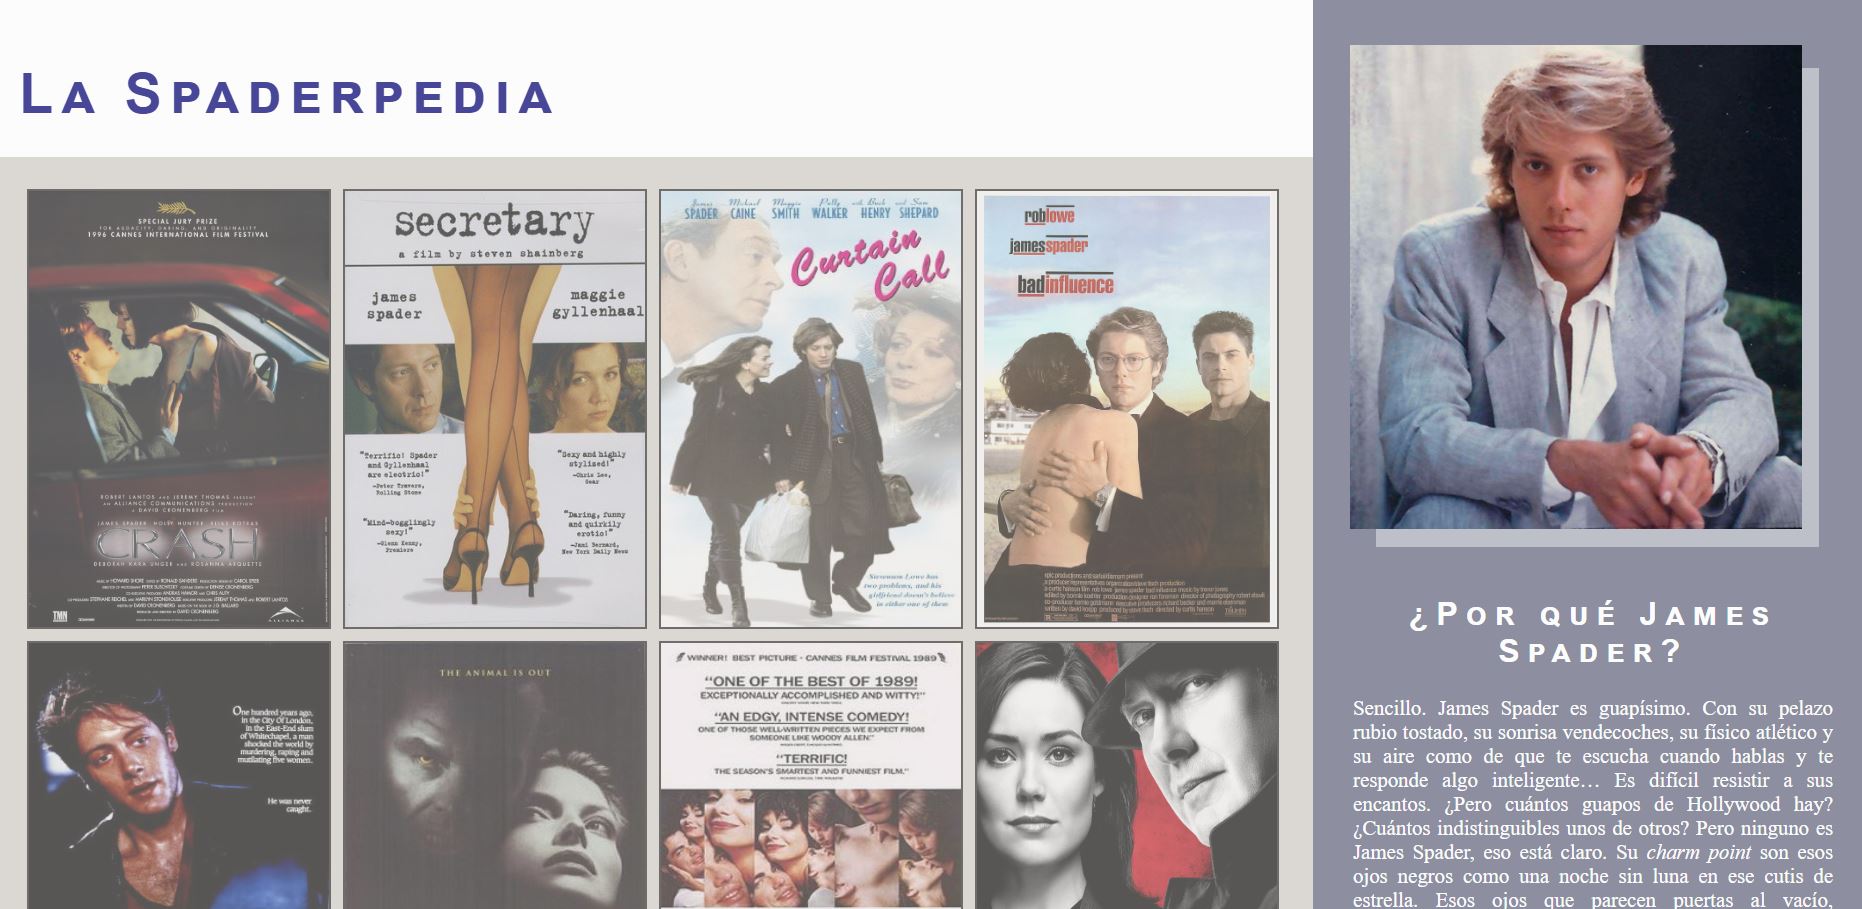 La Spaderpedia
SPECIAL JURY PRIZE
FOR AUDACITY, DARING, AND ORIGINALITY
1996 CANNES INTERNATIONAL FILM FESTIVAL
ROBERT LANTOS AND JEREMY THOMAS PRESENT
AN ALLIANCE COMMUNICATIONS PRODUCTION
A DAVID CRONENBERG FILM
JAMES SPADER HOLLY HUNTER ELIAS KOTEAS
CRASH
DEBORAH KARA UNGER AND ROSANNA ARQUETTE
TMN
ALLIANCE
secretary
a film by steven shainberg
james
spader
maggie
gyllenhaal
"Terrific! Spader
and Gyllenhaal
are electric!"
-Peter Travers,
Rolling Stone
"Sexy and highly
stylized!"
-Chris Lee,
Gear
"Mind-bogglingly
sexy!"
-Glenn Kenny,
Premiere
"Daring, funny
and quirkily
erotic!"
-Jami Bernard,
New York Daily News
James SPADER Michael CAINE Maggie SMITH Polly WALKER with Buck HENRY and Sam SHEPARD
Curtain
Call
Stevenson Lowe has
two problems, and his
girlfriend doesn't believe
in either one of them
roblowe
jamesspader
badinfluence
epic productions and sarlui/diamant present
One hundred years ago,
in the City Of London,
in the East-End slum
of Whitechapel, a man
shocked the world by
murdering, raping and
mutilating five women.
He was never
caught.
THE ANIMAL IS OUT
WINNER! BEST PICTURE - CANNES FILM FESTIVAL 1989
"ONE OF THE BEST OF 1989!
EXCEPTIONALLY ACCOMPLISHED AND WITTY!"
"AN EDGY, INTENSE COMEDY!
ONE OF THOSE WELL-WRITTEN PIECES WE EXPECT FROM
SOMEONE LIKE WOODY ALLEN."
"TERRIFIC!
THE SEASON'S SMARTEST AND FUNNIEST FILM."
¿Por qué James
Spader?
Sencillo. James Spader es guapísimo. Con su pelazo
rubio tostado, su sonrisa vendecoches, su físico atlético y
su aire como de que te escucha cuando hablas y te
responde algo inteligente… Es difícil resistir a sus
encantos. ¿Pero cuántos guapos de Hollywood hay?
¿Cuántos indistinguibles unos de otros? Pero ninguno es
James Spader, eso está claro. Su charm point son esos
ojos negros como una noche sin luna en ese cutis de
estrella. Esos ojos que parecen puertas al vacío,